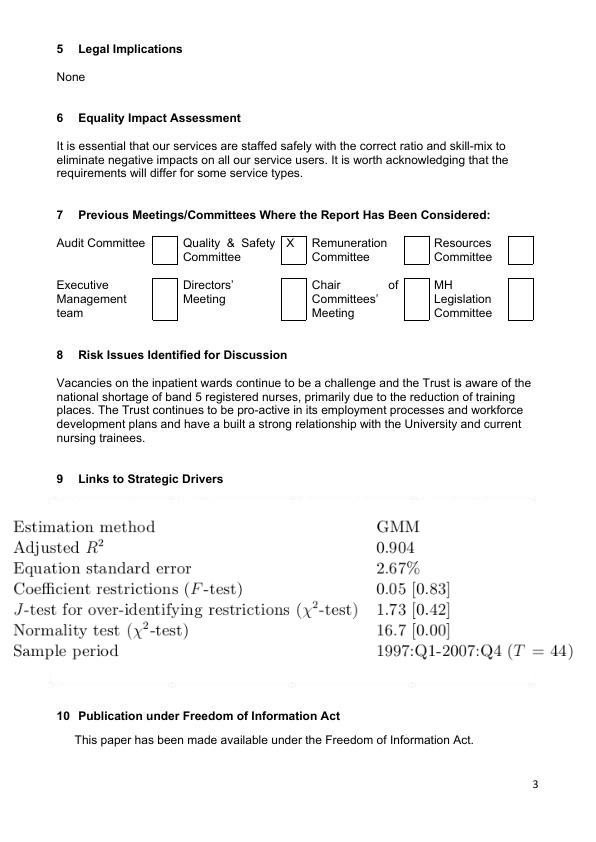 5 Legal Implications
None
6 Equality Impact Assessment
It is essential that our services are staffed safely with the correct ratio and skill-mix to
eliminate negative impacts on all our service users. It is worth acknowledging that the
requirements will differ for some service types.
7 Previous Meetings/Committees Where the Report Has Been Considered:
Audit Committee Quality & Safety X Remuneration Resources
Committee Committee Committee
Executive Directors’ Chair of MH
Management Meeting Committees’ Legislation
team Meeting Committee
8 Risk Issues Identified for Discussion
Vacancies on the inpatient wards continue to be a challenge and the Trust is aware of the
national shortage of band 5 registered nurses, primarily due to the reduction of training
places. The Trust continues to be pro-active in its employment processes and workforce
development plans and have a built a strong relationship with the University and current
nursing trainees.
9 Links to Strategic Drivers
Estimation method GMM
Adjusted R² 0.904
Equation standard error 2.67%
Coefficient restrictions (F-test) 0.05 [0.83]
J-test for over-identifying restrictions (χ²-test) 1.73 [0.42]
Normality test (χ²-test) 16.7 [0.00]
Sample period 1997:Q1-2007:Q4 (T = 44)
10 Publication under Freedom of Information Act
This paper has been made available under the Freedom of Information Act.
3